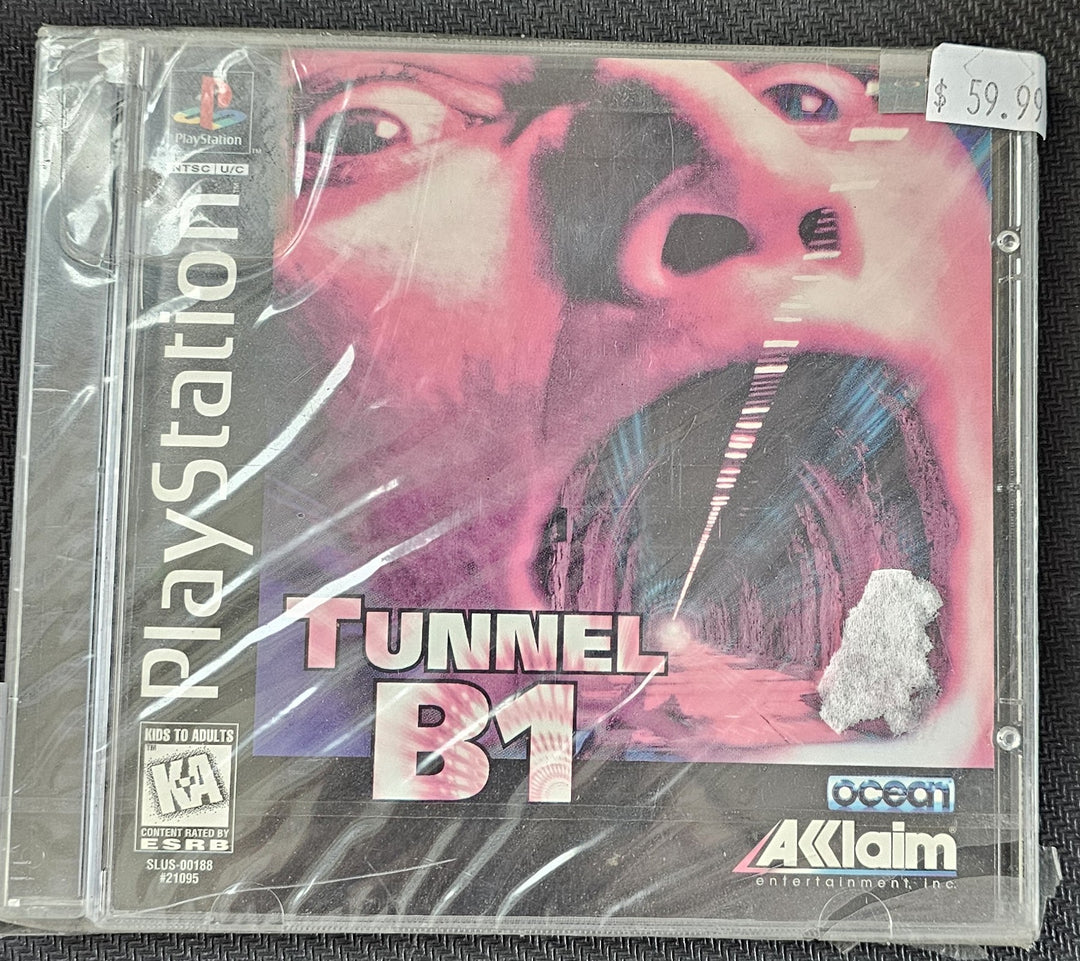 $ 59.99
PlayStation
NTSC U/C
PlayStation
TUNNEL
B1
KIDS TO ADULTS
K-A
CONTENT RATED BY
ESRB
SLUS-00188
#21095
ocean
AKKlaim
entertainment, inc.